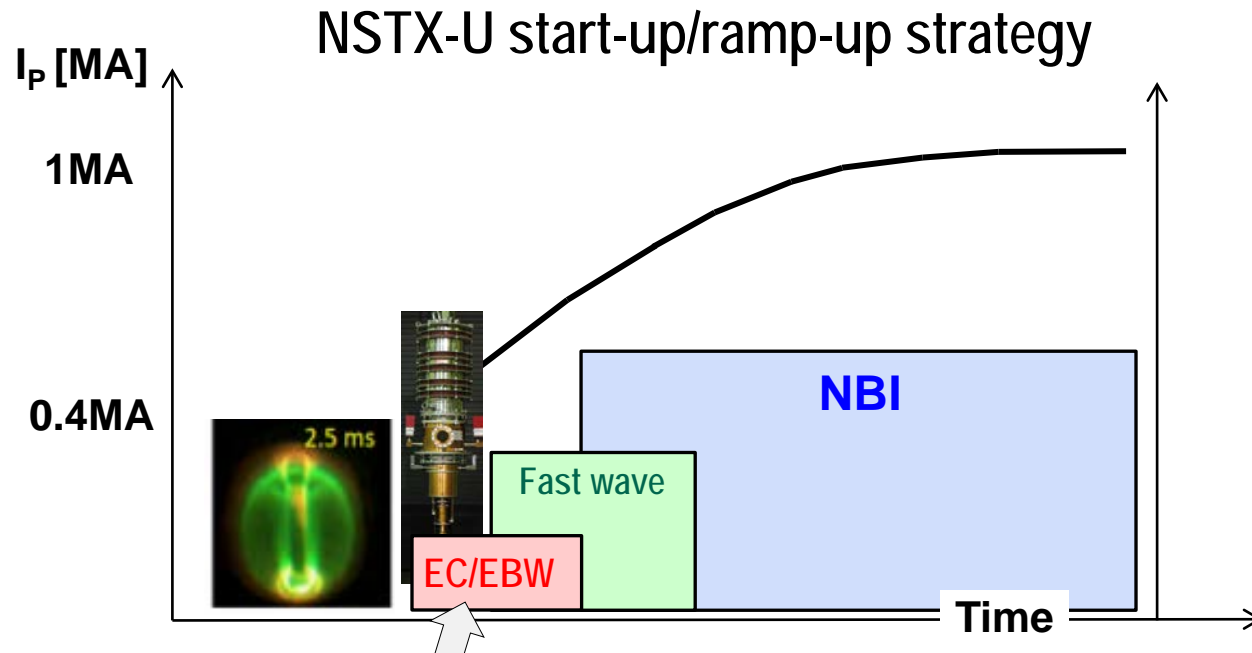 NSTX-U start-up/ramp-up strategy
I_P [MA]
1MA
0.4MA
2.5 ms
NBI
Fast wave
EC/EBW
Time